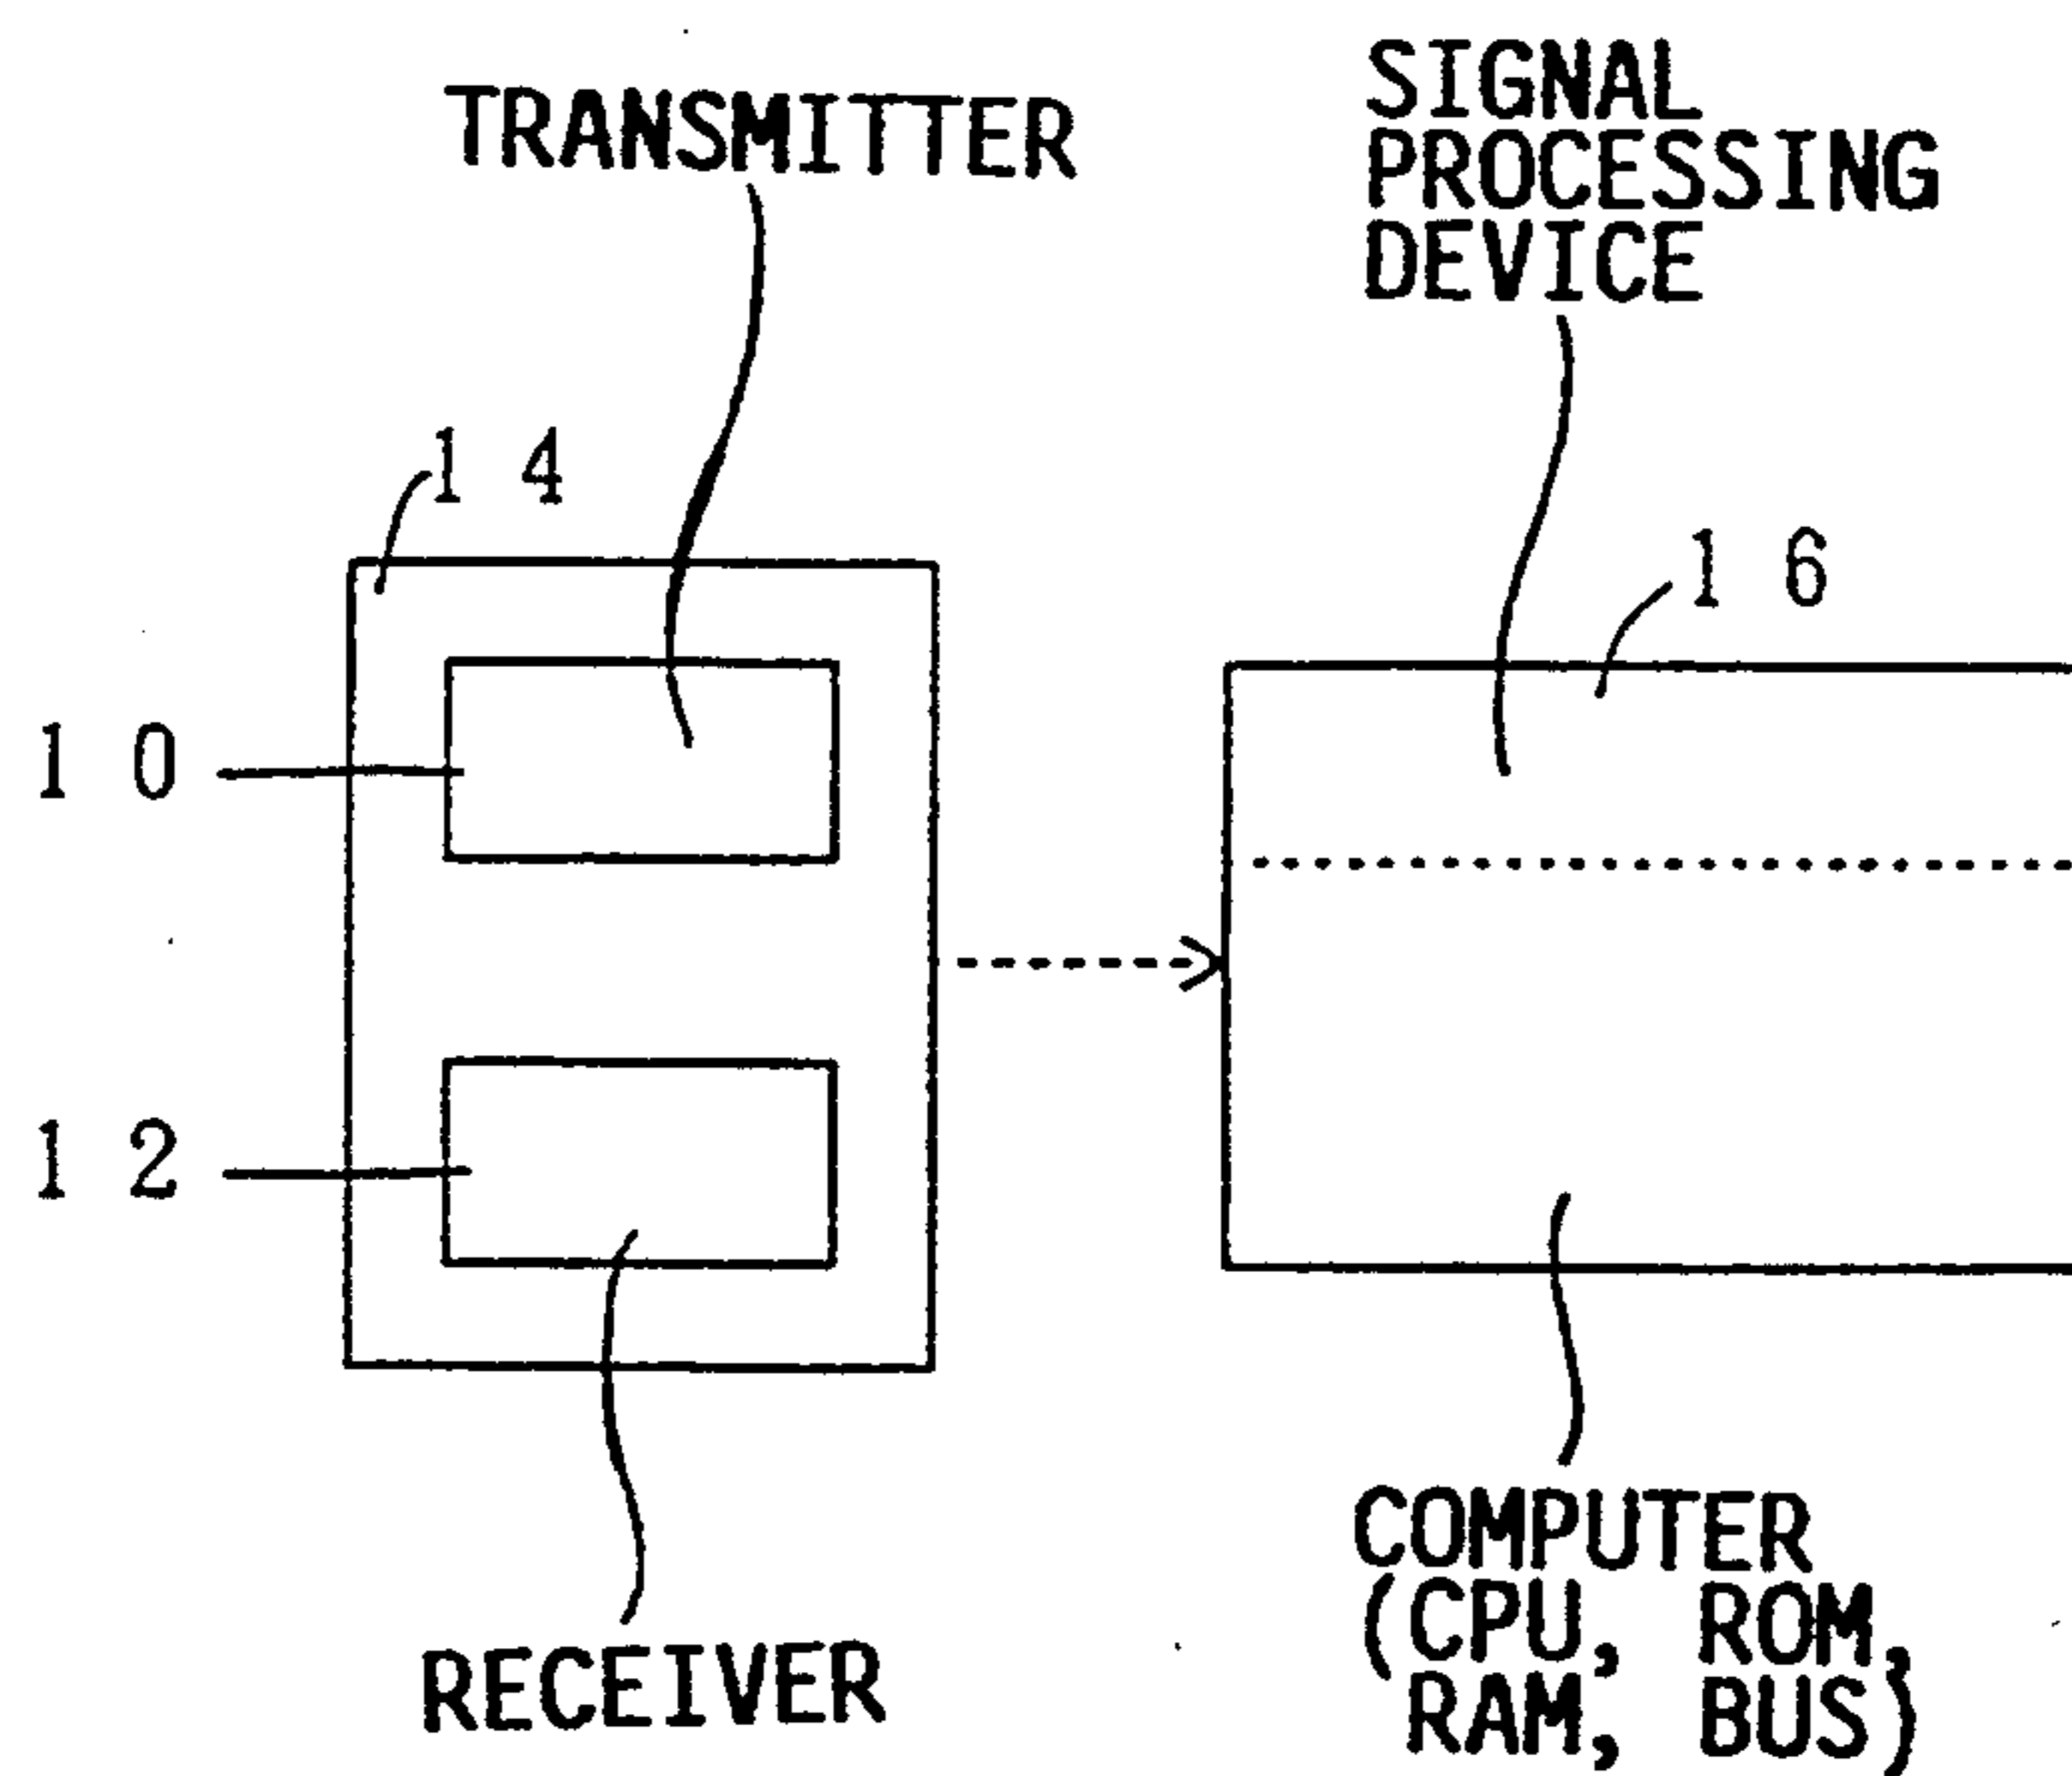 TRANSMITTER
SIGNAL
PROCESSING
DEVICE
14
16
10
12
RECEIVER
COMPUTER
(CPU, ROM,
RAM, BUS)